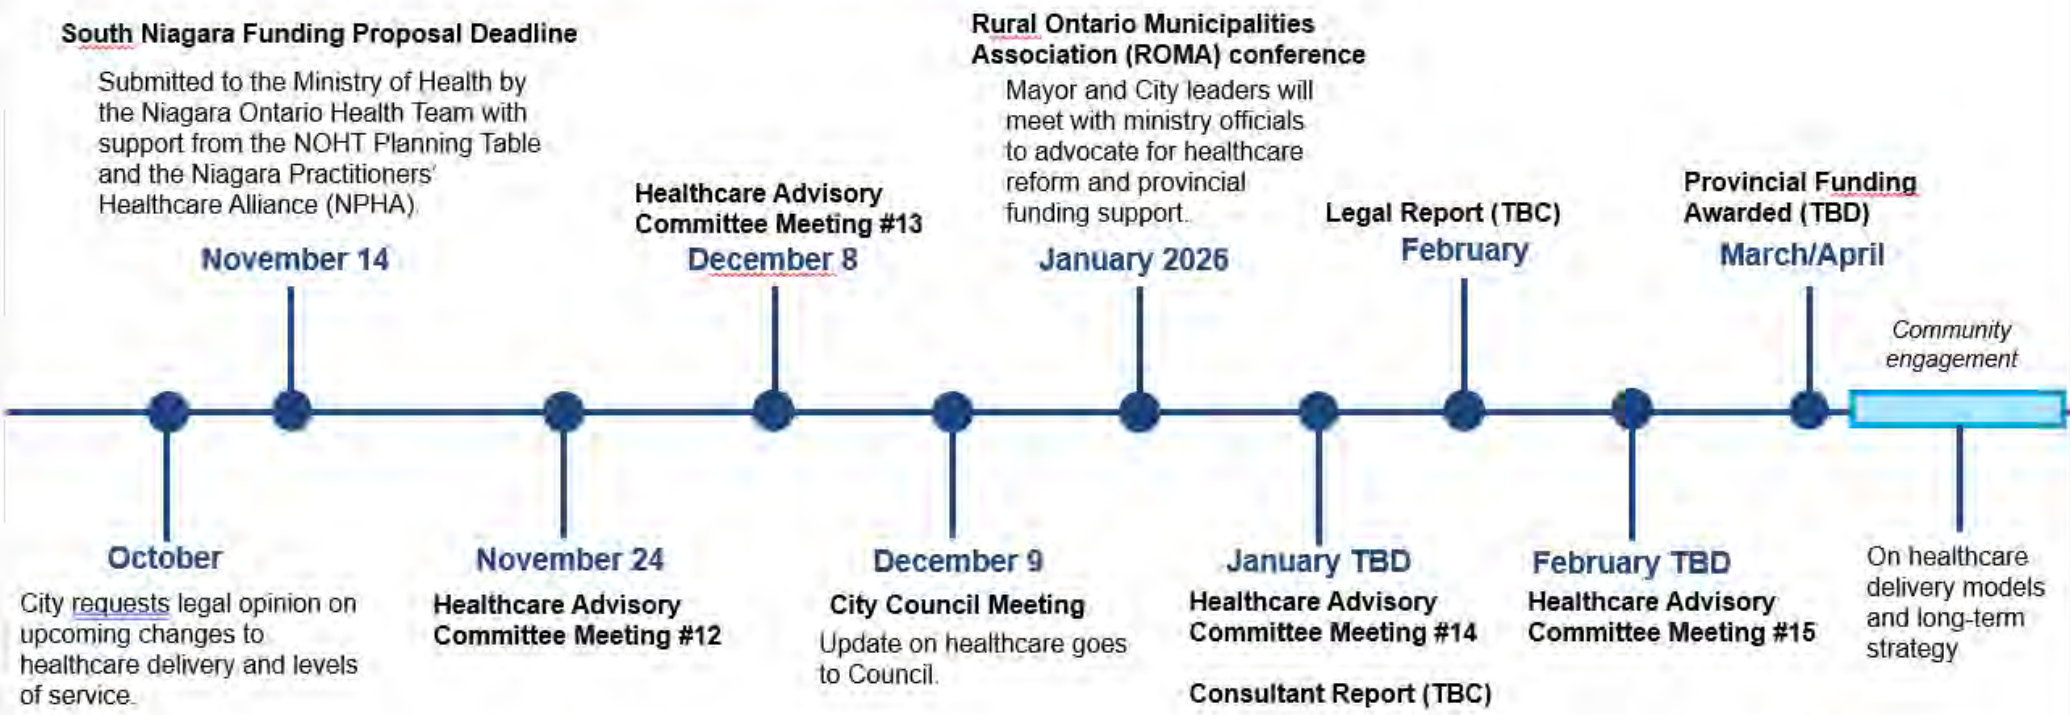 South Niagara Funding Proposal Deadline
Submitted to the Ministry of Health by
the Niagara Ontario Health Team with
support from the NOHT Planning Table
and the Niagara Practitioners'
Healthcare Alliance (NPHA).
November 14
Healthcare Advisory
Committee Meeting #13
December 8
Rural Ontario Municipalities
Association (ROMA) conference
Mayor and City leaders will
meet with ministry officials
to advocate for healthcare
reform and provincial
funding support.
January 2026
Legal Report (TBC)
February
Provincial Funding
Awarded (TBD)
March/April
Community
engagement
October
City requests legal opinion on
upcoming changes to
healthcare delivery and levels
of service.
November 24
Healthcare Advisory
Committee Meeting #12
December 9
City Council Meeting
Update on healthcare goes
to Council.
January TBD
Healthcare Advisory
Committee Meeting #14
Consultant Report (TBC)
February TBD
Healthcare Advisory
Committee Meeting #15
On healthcare
delivery models
and long-term
strategy